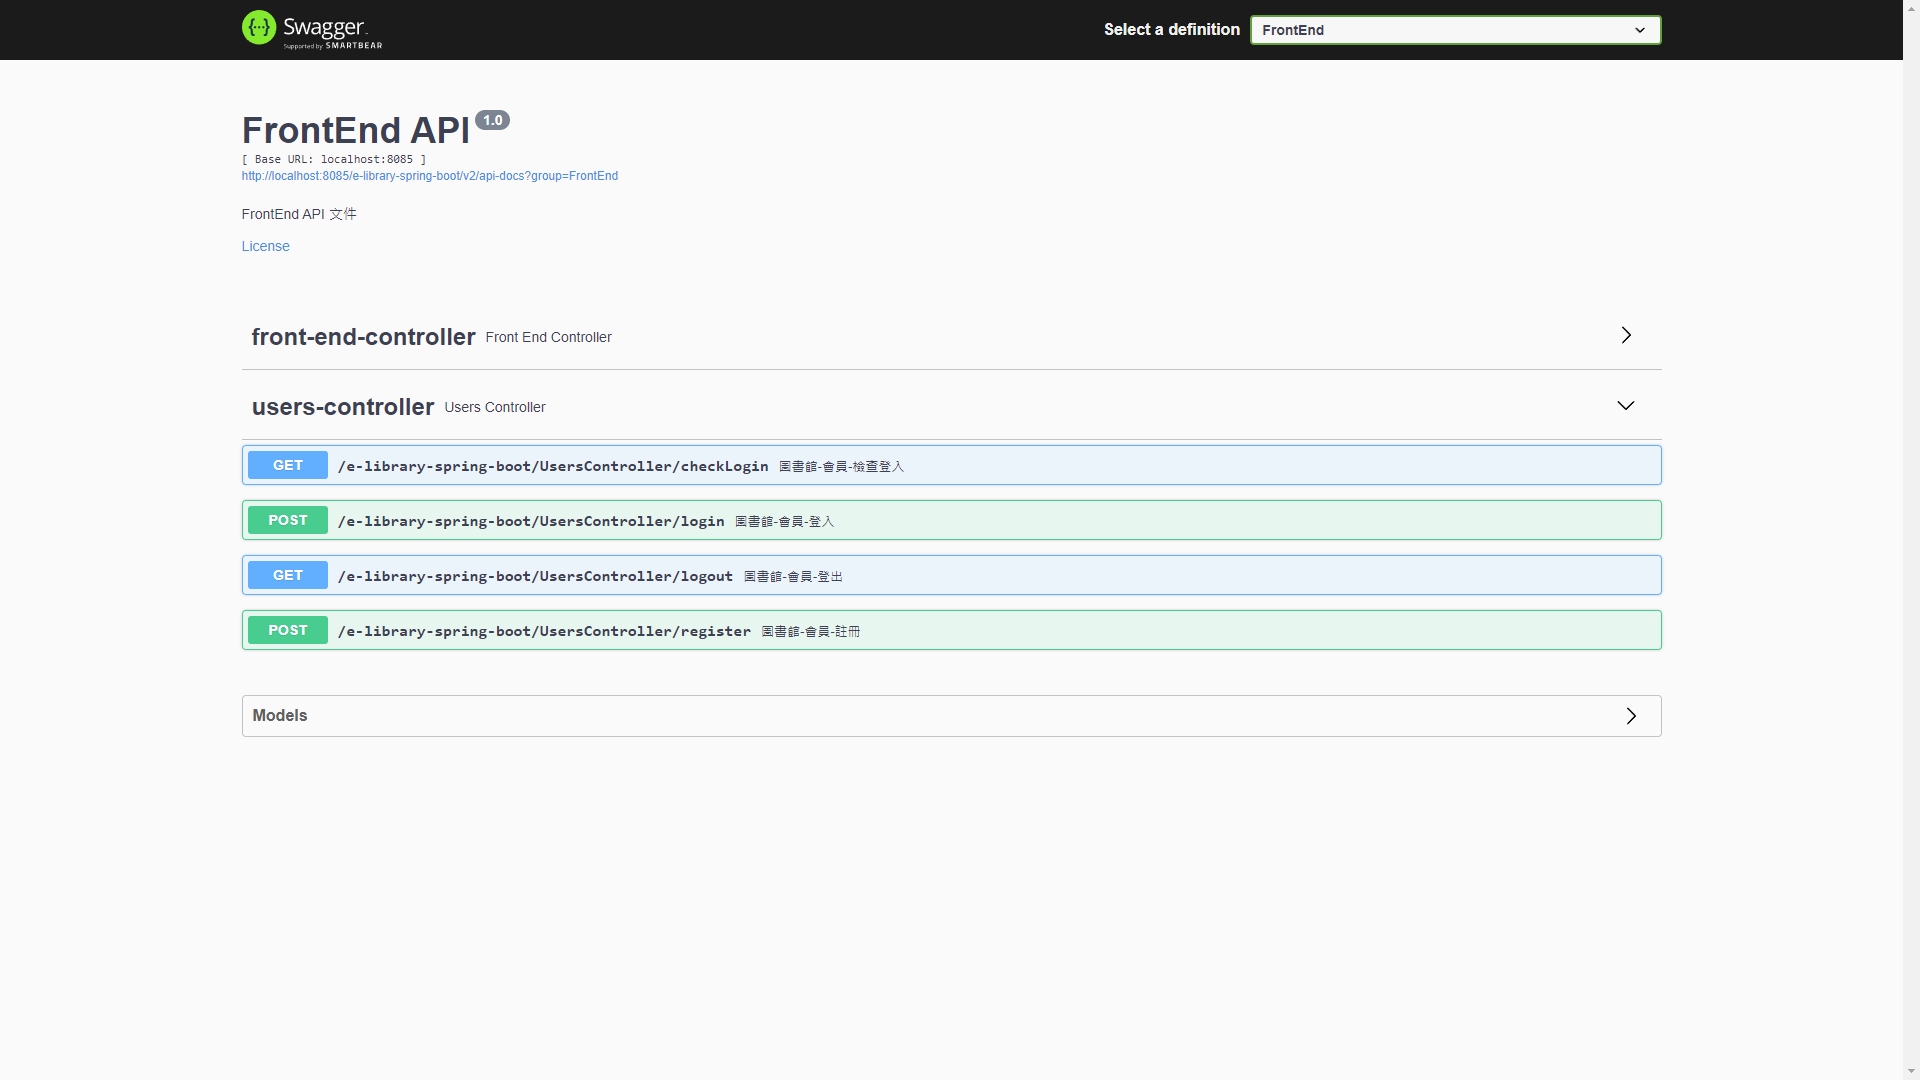 Swagger
Supported by SMARTBEAR
Select a definition
FrontEnd
FrontEnd API 1.0
[ Base URL: localhost:8085 ]
http://localhost:8085/e-library-spring-boot/v2/api-docs?group=FrontEnd
FrontEnd API 文件
License
front-end-controller Front End Controller
users-controller Users Controller
GET /e-library-spring-boot/UsersController/checkLogin 圖書館-會員-檢查登入
POST /e-library-spring-boot/UsersController/login 圖書館-會員-登入
GET /e-library-spring-boot/UsersController/logout 圖書館-會員-登出
POST /e-library-spring-boot/UsersController/register 圖書館-會員-註冊
Models